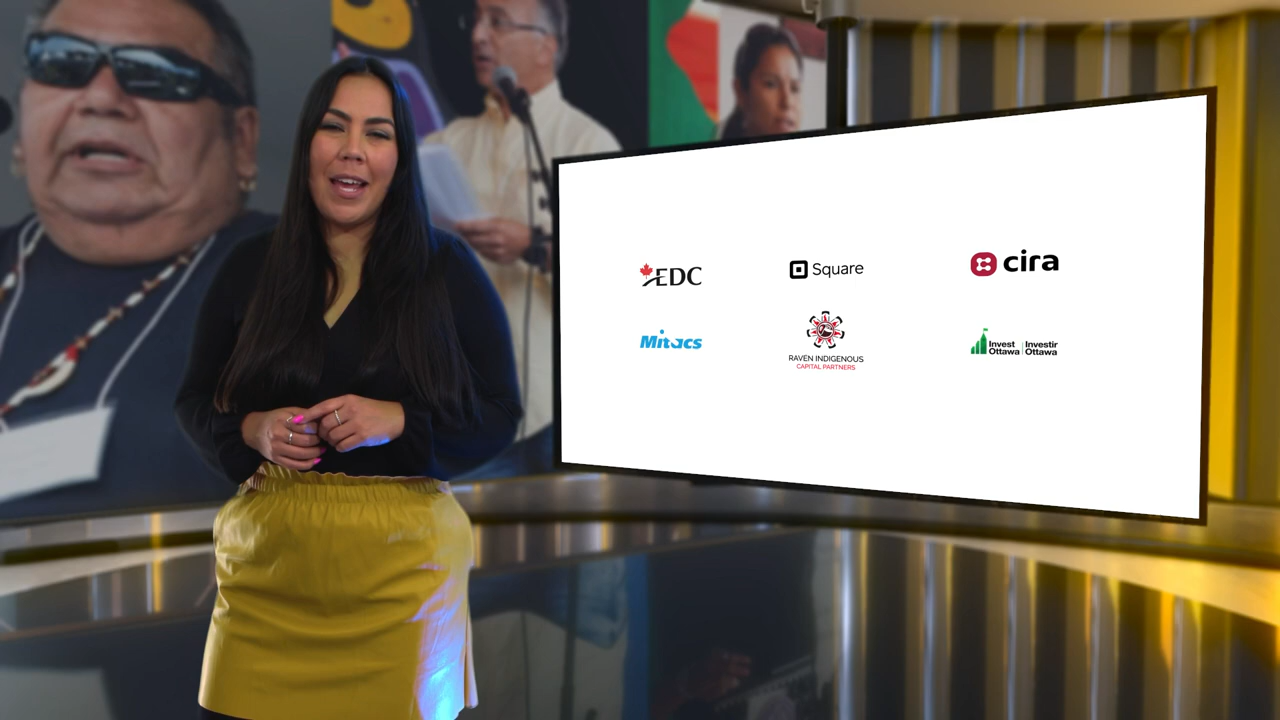 EDC
Square
cira
Mitacs
RAVEN INDIGENOUS
CAPITAL PARTNERS
Invest
Ottawa
Investir
Ottawa